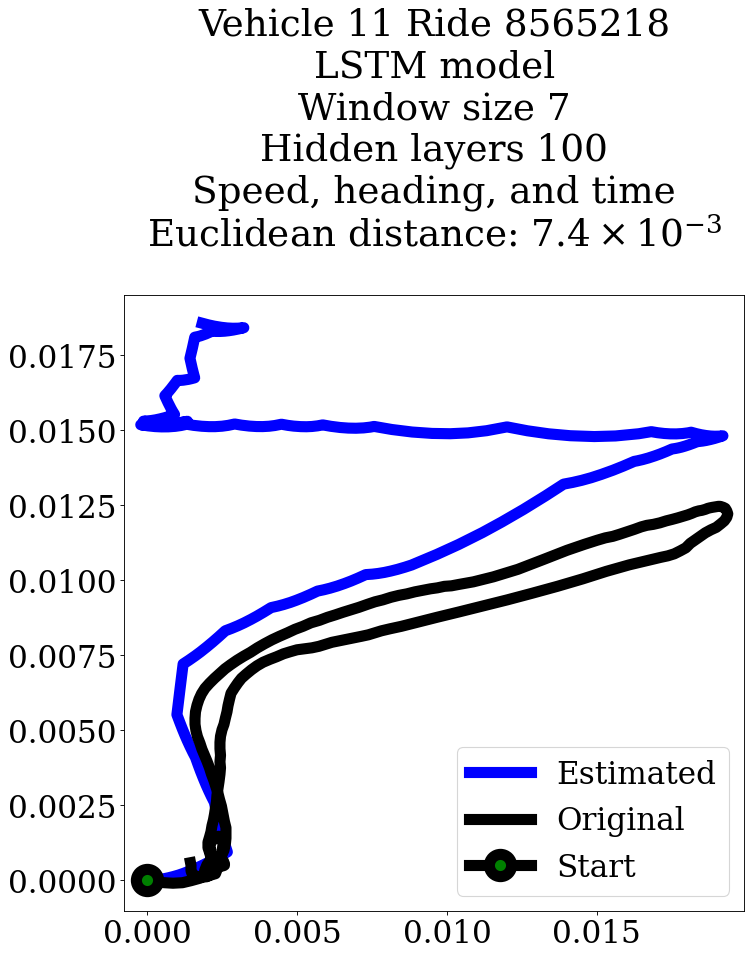 Vehicle 11 Ride 8565218
LSTM model
Window size 7
Hidden layers 100
Speed, heading, and time
Euclidean distance: 7.4 × 10⁻³
0.0175
0.0150
0.0125
0.0100
0.0075
0.0050
0.0025
0.0000
Estimated
Original
Start
0.000 0.005 0.010 0.015